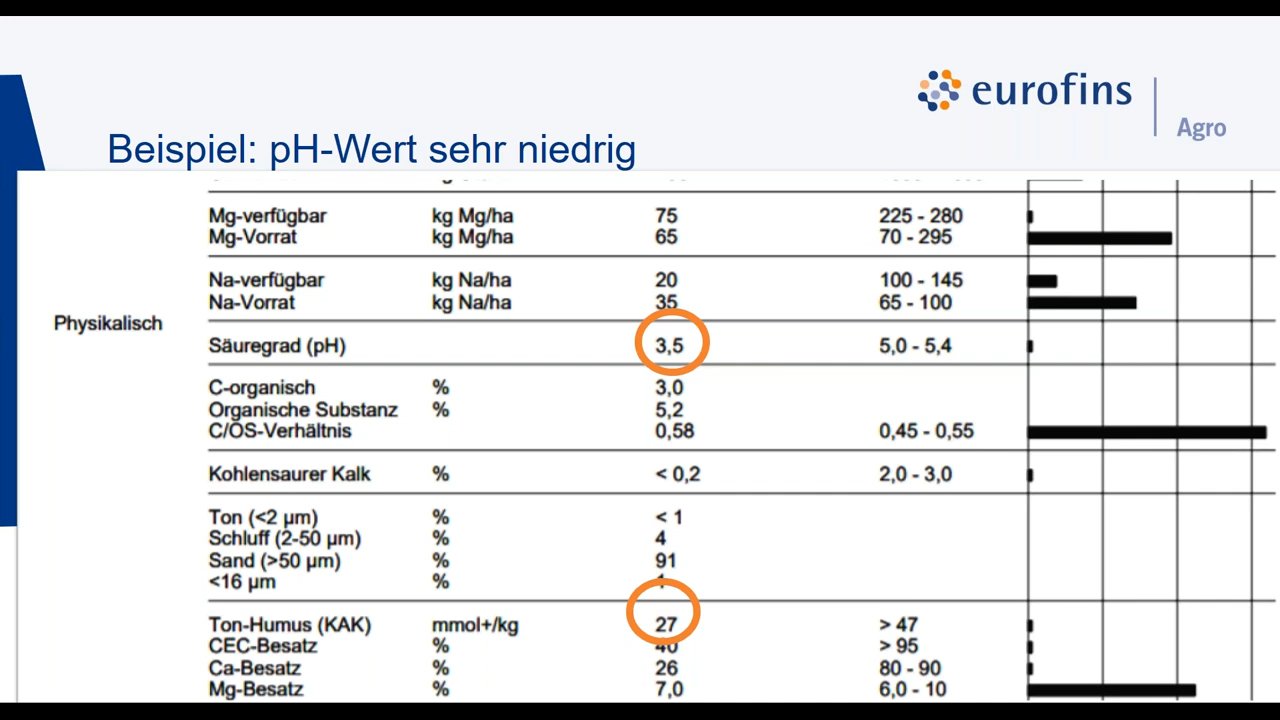 eurofins
Agro
Beispiel: pH-Wert sehr niedrig
Mg-verfügbar kg Mg/ha 75 225 - 280
Mg-Vorrat kg Mg/ha 65 70 - 295
Na-verfügbar kg Na/ha 20 100 - 145
Na-Vorrat kg Na/ha 35 65 - 100
Physikalisch
Säuregrad (pH) 3,5 5,0 - 5,4
C-organisch % 3,0
Organische Substanz % 5,2
C/OS-Verhältnis 0,58 0,45 - 0,55
Kohlensaurer Kalk % < 0,2 2,0 - 3,0
Ton (<2 µm) % < 1
Schluff (2-50 µm) % 4
Sand (>50 µm) % 91
<16 µm % 1
Ton-Humus (KAK) mmol+/kg 27 > 47
CEC-Besatz % 40 > 95
Ca-Besatz % 26 80 - 90
Mg-Besatz % 7,0 6,0 - 10